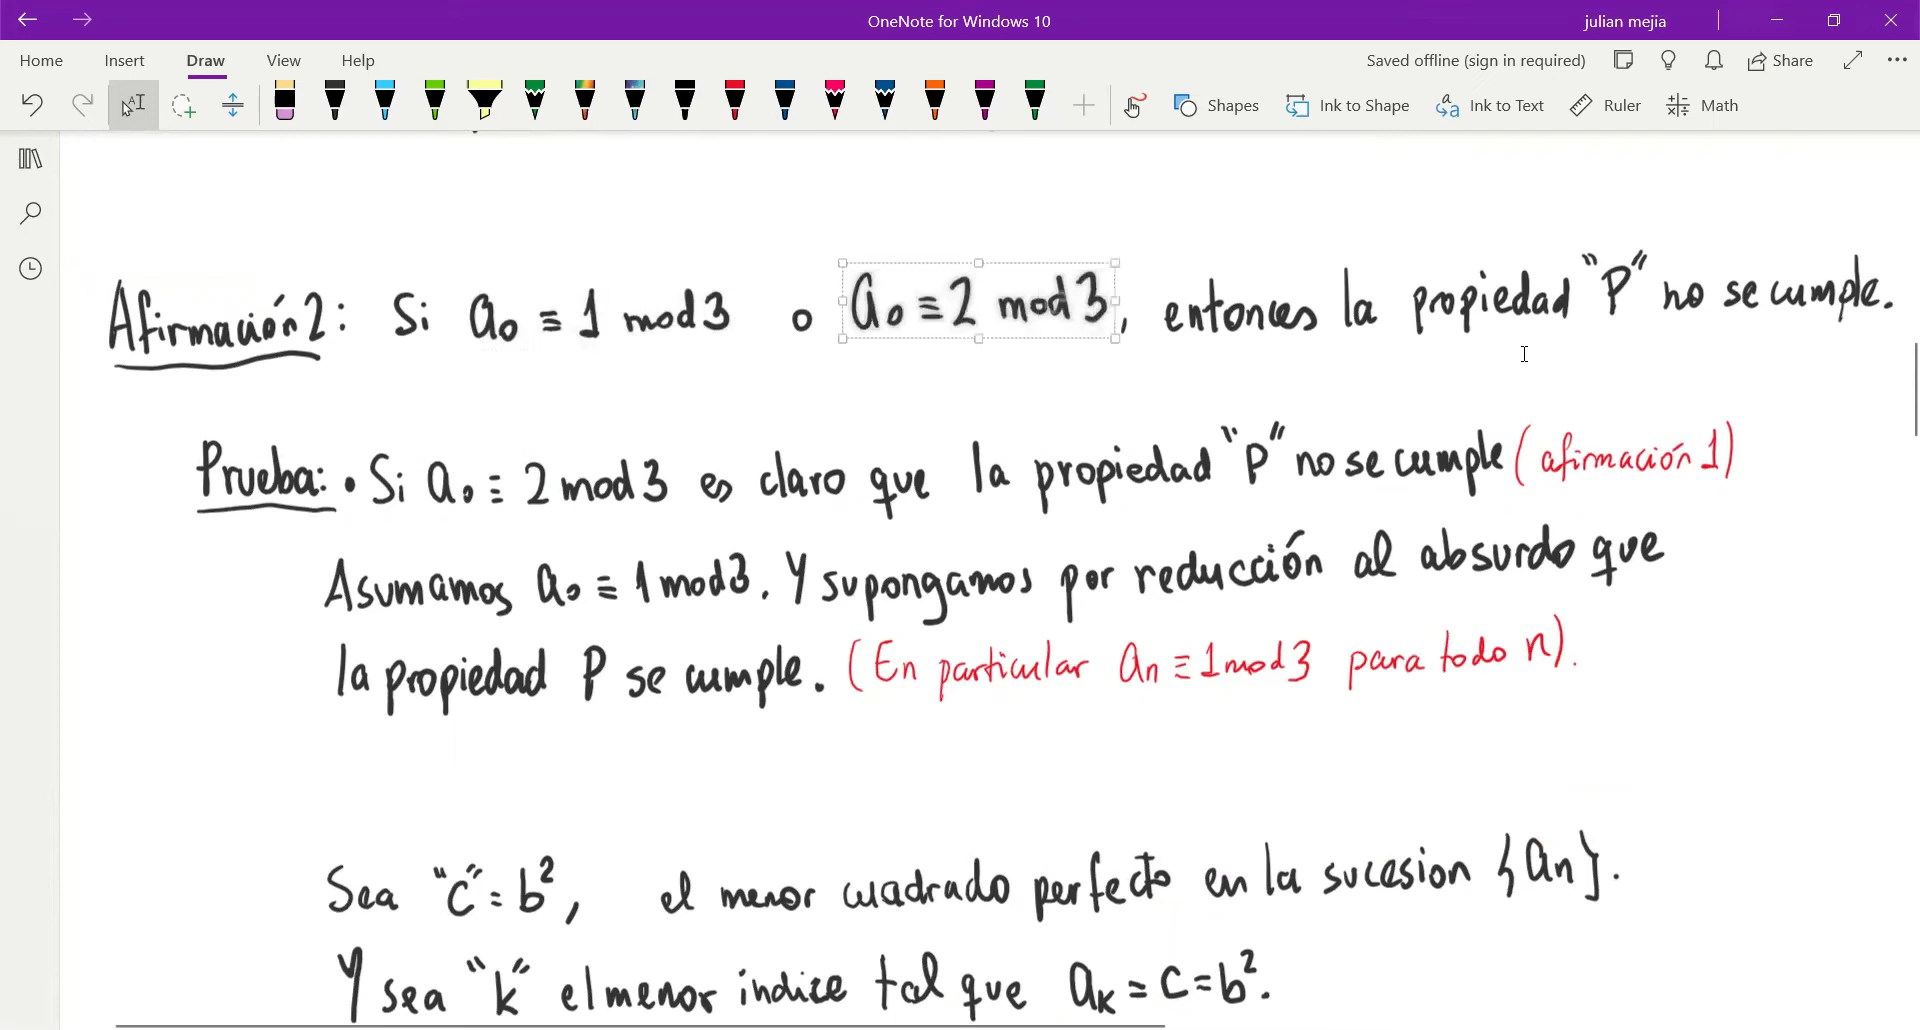 OneNote for Windows 10
julian mejia
Home Insert Draw View Help
Saved offline (sign in required) Share
Shapes Ink to Shape Ink to Text Ruler Math
Afirmación 2: Si a₀ ≡ 1 mod 3 o a₀ ≡ 2 mod 3, entonces la propiedad "P" no se cumple.
Prueba: • Si a₀ ≡ 2 mod 3 es claro que la propiedad "P" no se cumple (afirmación 1)
Asumamos a₀ ≡ 1 mod 3. Y supongamos por reducción al absurdo que
la propiedad P se cumple. (En particular aₙ ≡ 1 mod 3 para todo n).
Sea "c" = b², el menor cuadrado perfecto en la sucesion {aₙ}.
Y sea "k" el menor indice tal que aₖ = c = b².